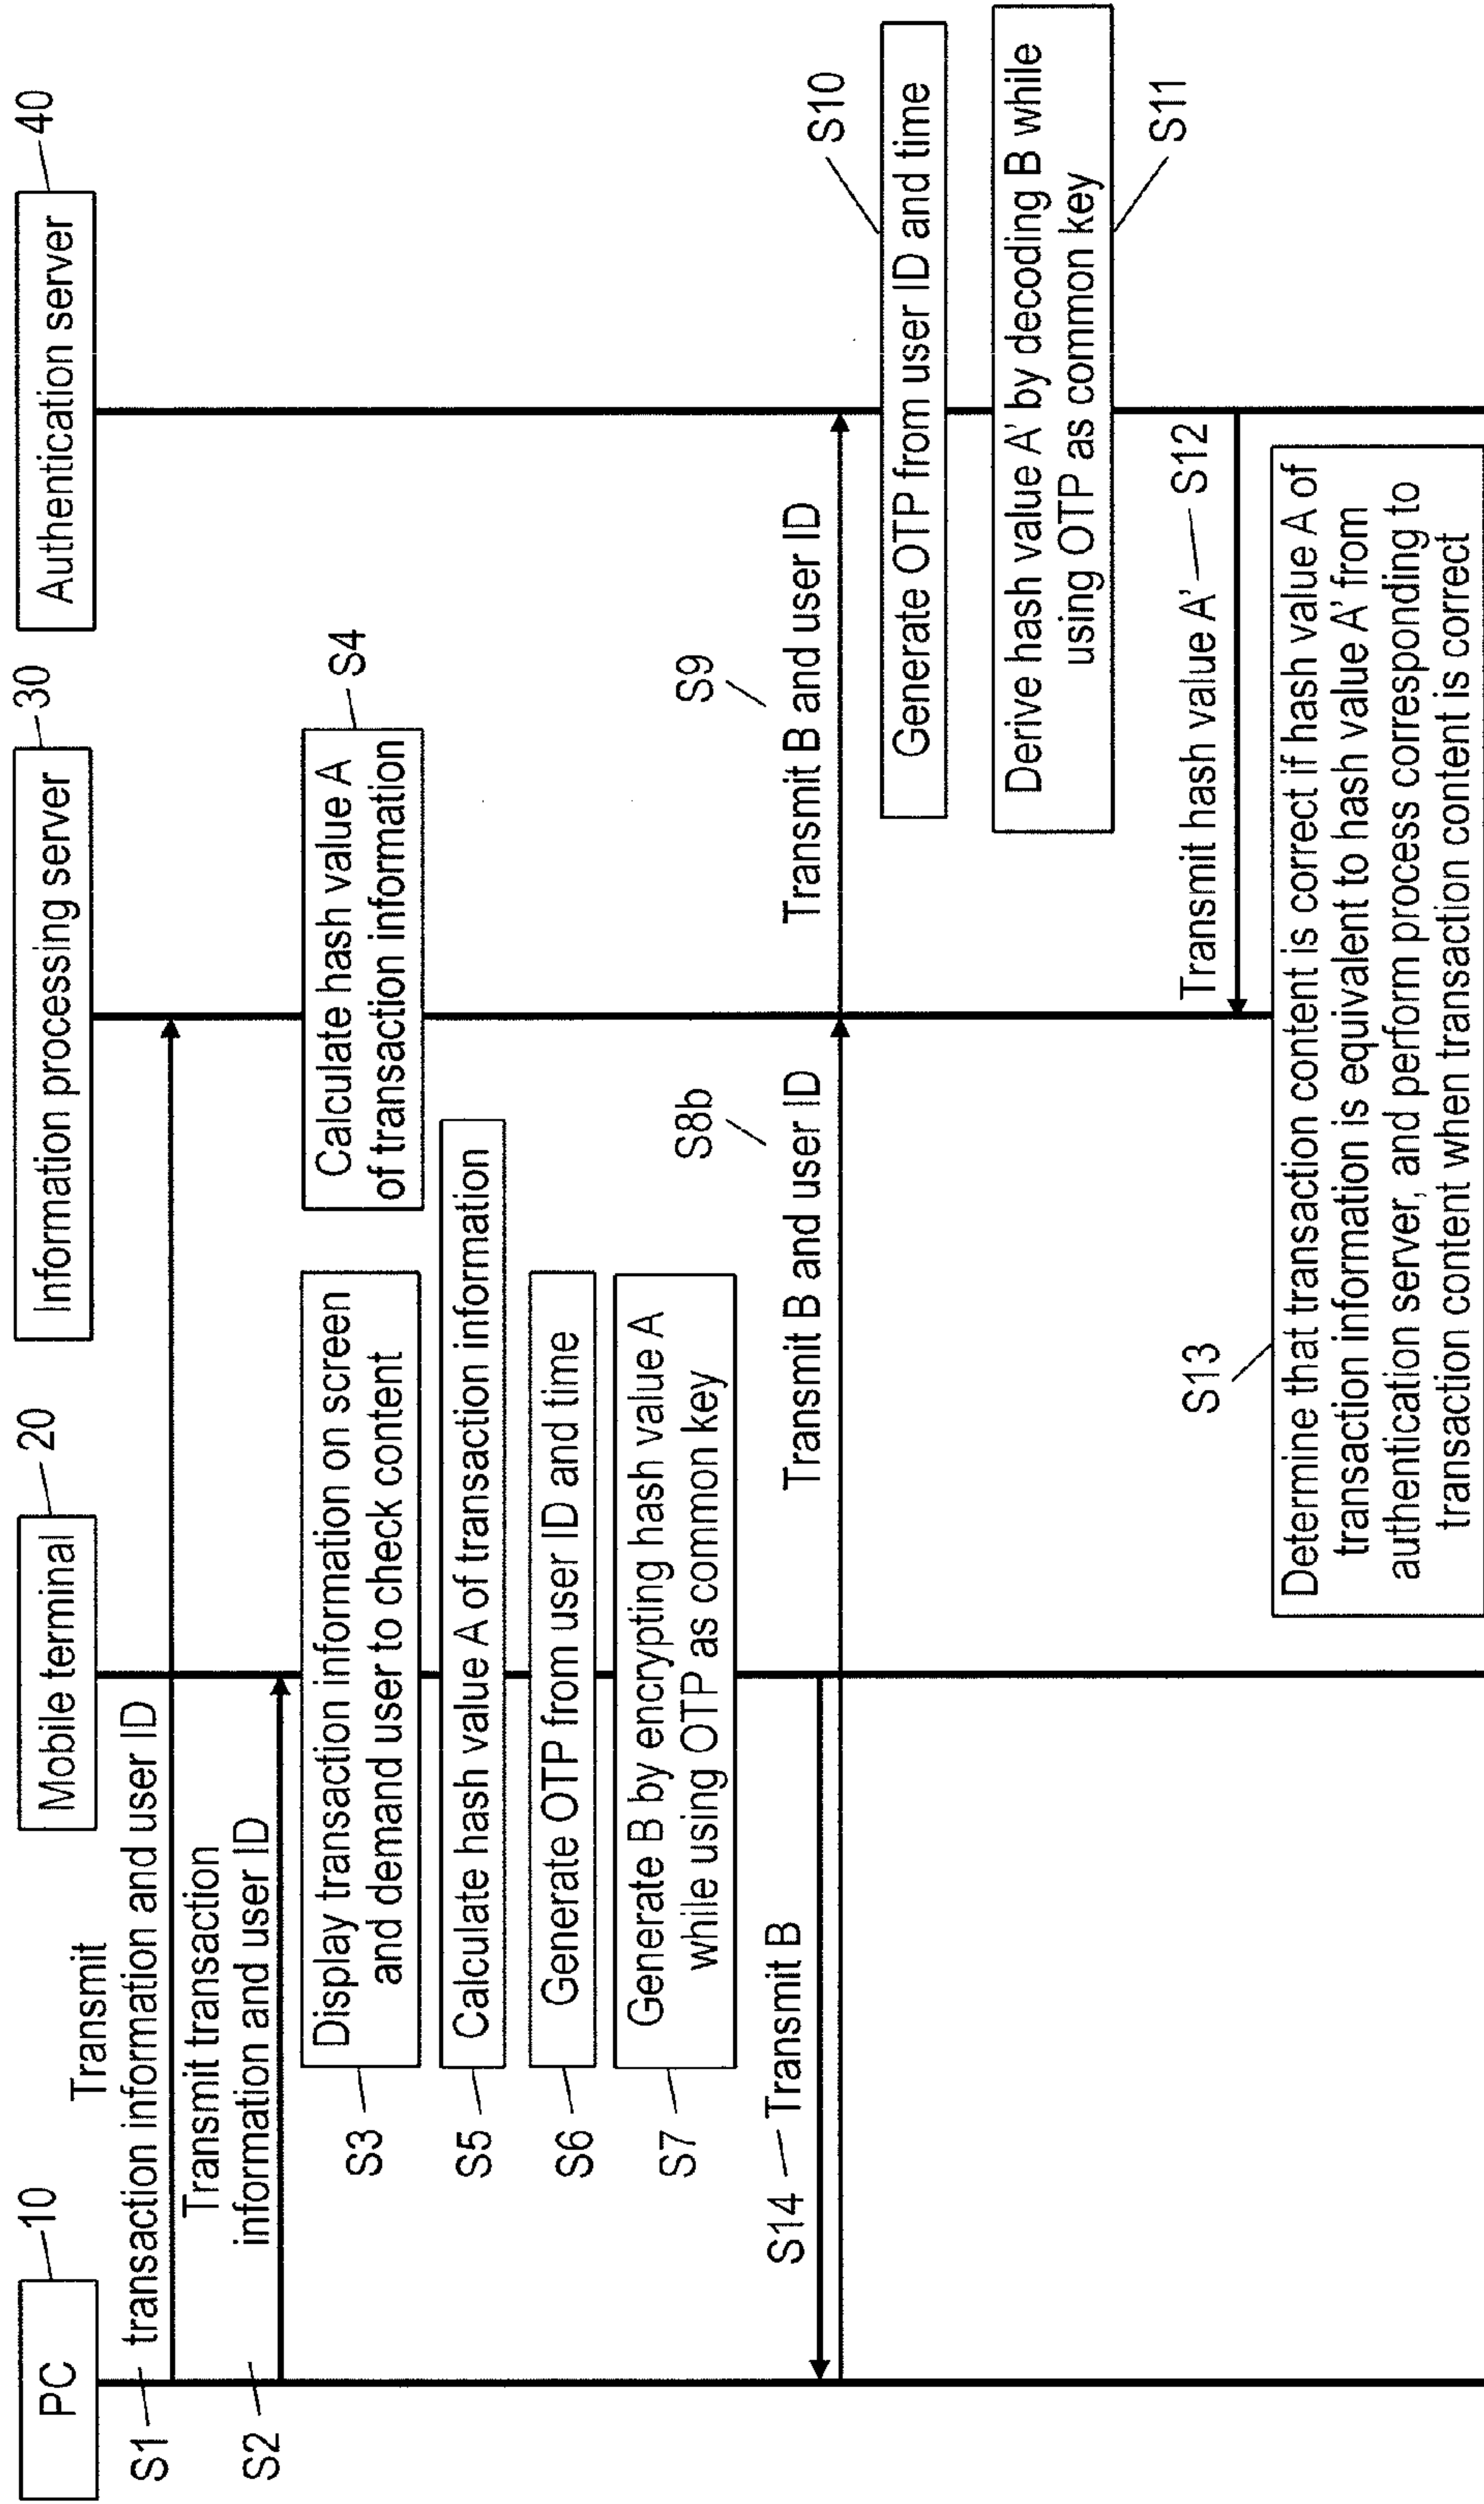 PC
10
Mobile terminal
20
Information processing server
30
Authentication server
40
S1
Transmit
transaction information and user ID
S2
Transmit transaction
information and user ID
S3
Display transaction information on screen
and demand user to check content
Calculate hash value A
of transaction information
S4
S5
Calculate hash value A of transaction information
S6
Generate OTP from user ID and time
S7
Generate B by encrypting hash value A
while using OTP as common key
S14
Transmit B
S8b
Transmit B and user ID
S9
Transmit B and user ID
S10
Generate OTP from user ID and time
Derive hash value A' by decoding B while
using OTP as common key
S11
Transmit hash value A'
S12
S13
Determine that transaction content is correct if hash value A of
transaction information is equivalent to hash value A' from
authentication server, and perform process corresponding to
transaction content when transaction content is correct